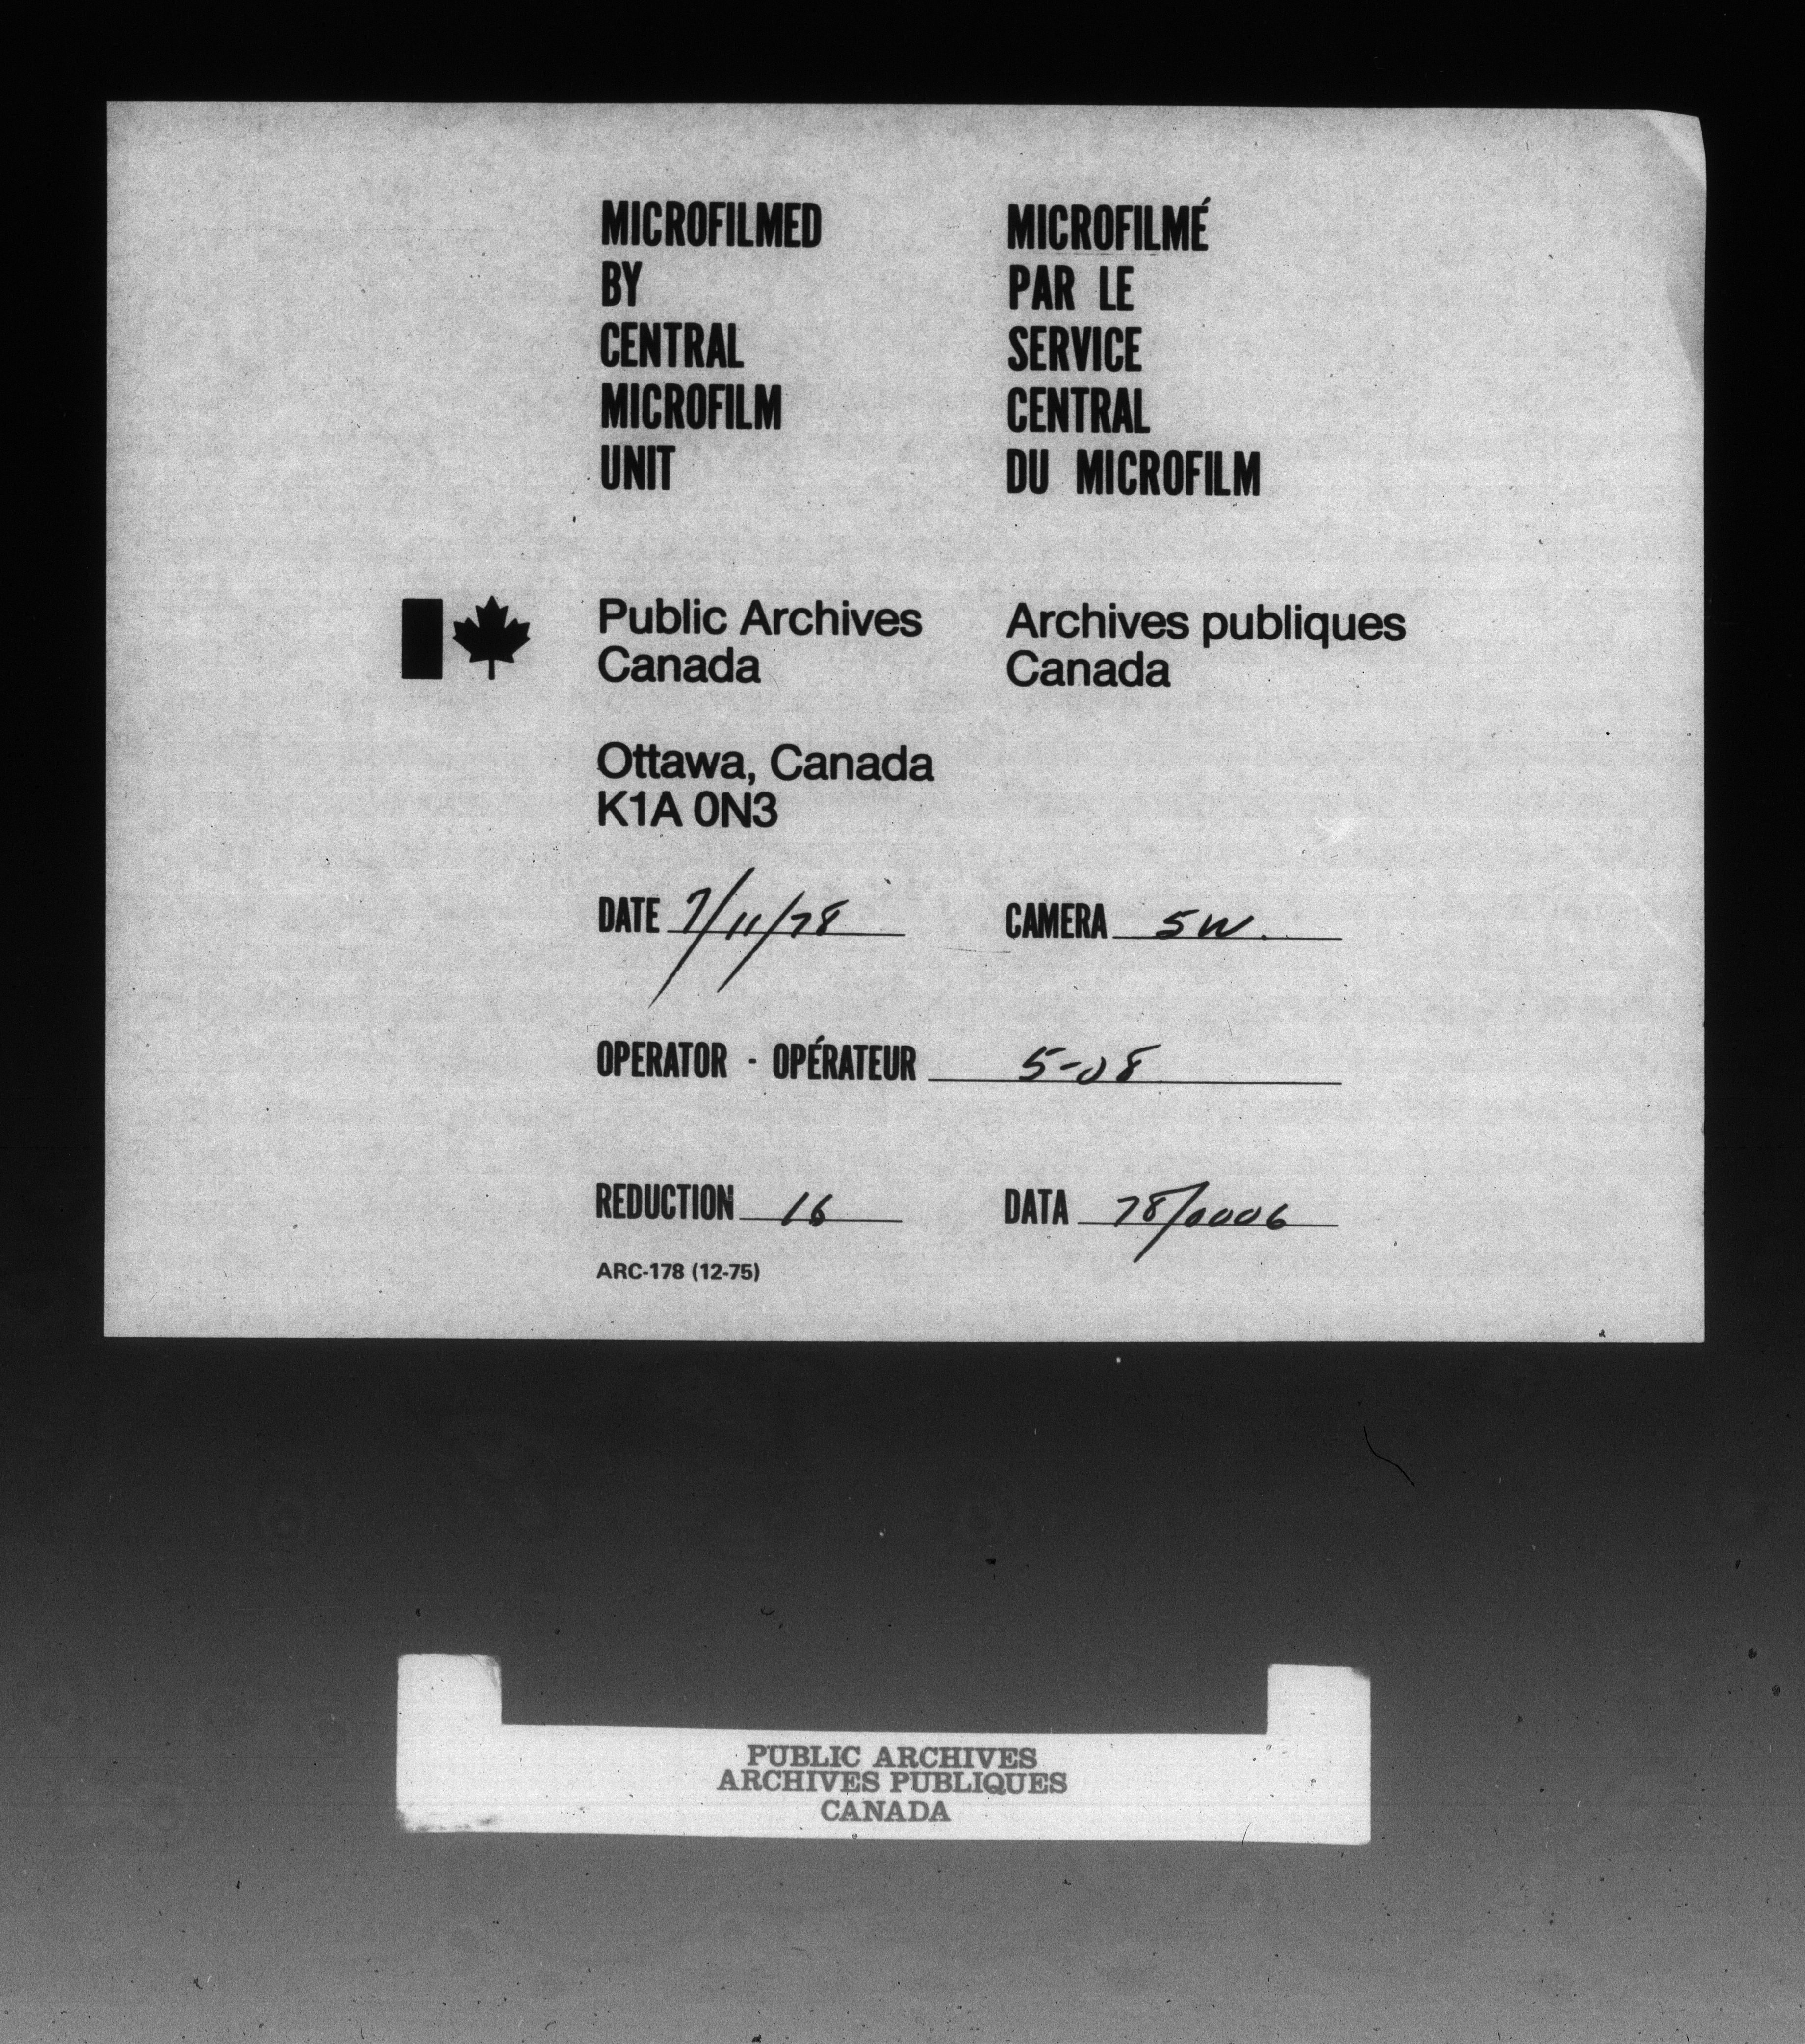 MICROFILMED
BY
CENTRAL
MICROFILM
UNIT
MICROFILMÉ
PAR LE
SERVICE
CENTRAL
DU MICROFILM
Public Archives
Canada
Archives publiques
Canada
Ottawa, Canada
K1A 0N3
DATE 7/11/78
CAMERA 5W.
OPERATOR - OPÉRATEUR 5-08
REDUCTION 16
DATA 78/0006
ARC-178 (12-75)
PUBLIC ARCHIVES
ARCHIVES PUBLIQUES
CANADA